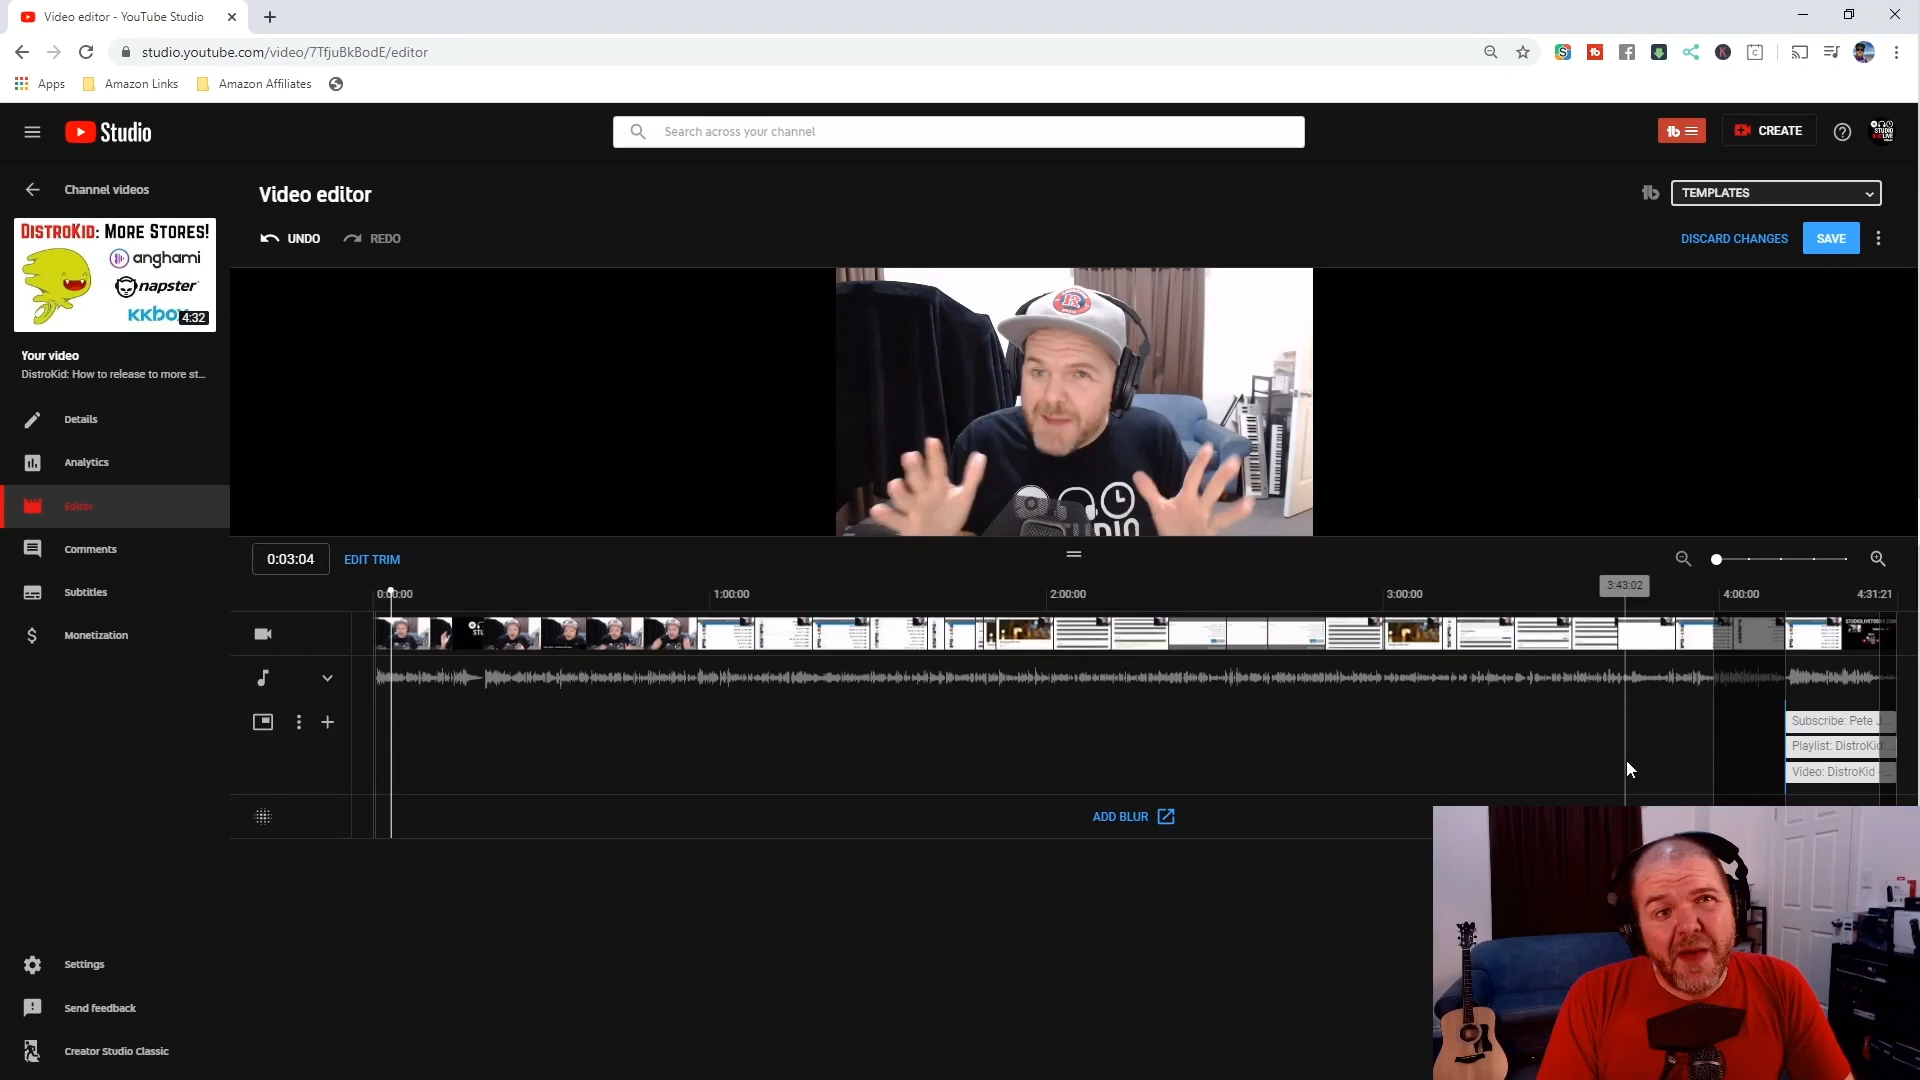 Video editor - YouTube Studio
studio.youtube.com/video/7TfjuBkBodE/editor
Apps
Amazon Links
Amazon Affiliates
Studio
Search across your channel
CREATE
Channel videos
Video editor
TEMPLATES
UNDO
REDO
DISCARD CHANGES
SAVE
DISTROKID: MORE STORES!
anghami
napster
KKBO
4:32
Your video
DistroKid: How to release to more st...
Details
Analytics
Editor
Comments
Subtitles
Monetization
0:03:04
EDIT TRIM
3:43:02
0:00:00
1:00:00
2:00:00
3:00:00
4:00:00
4:31:21
Subscribe: Pete J...
Playlist: DistroKid:...
Video: DistroKid -...
ADD BLUR
Settings
Send feedback
Creator Studio Classic